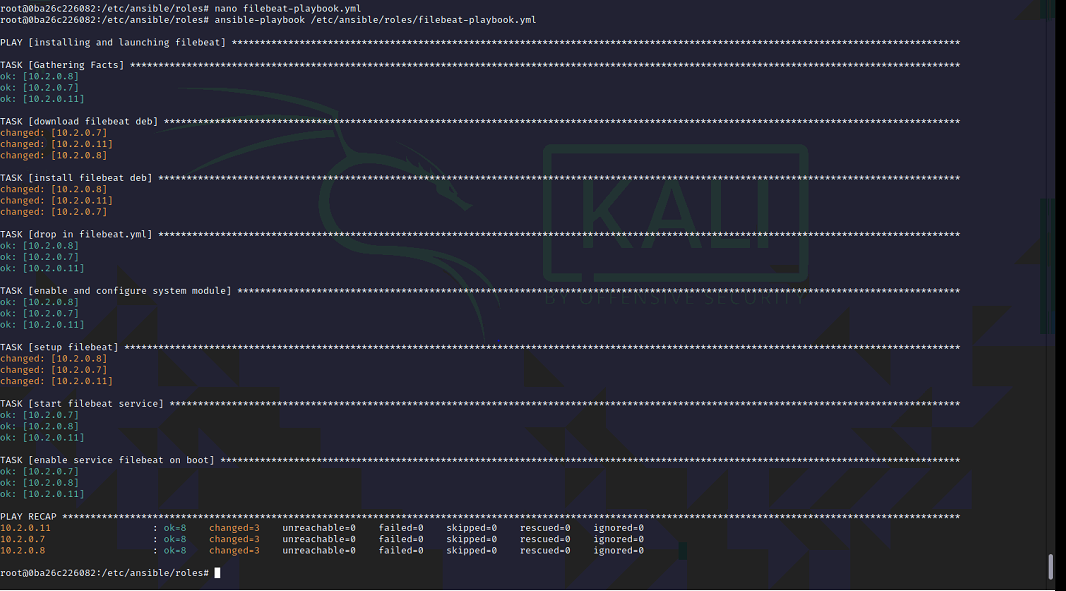 root@0ba26c226082:/etc/ansible/roles# nano filebeat-playbook.yml
root@0ba26c226082:/etc/ansible/roles# ansible-playbook /etc/ansible/roles/filebeat-playbook.yml
PLAY [installing and launching filebeat] *********************************************************************************************************************************
TASK [Gathering Facts] ***************************************************************************************************************************************************
ok: [10.2.0.8]
ok: [10.2.0.7]
ok: [10.2.0.11]
TASK [download filebeat deb] *********************************************************************************************************************************************
changed: [10.2.0.7]
changed: [10.2.0.11]
changed: [10.2.0.8]
TASK [install filebeat deb] **********************************************************************************************************************************************
changed: [10.2.0.8]
changed: [10.2.0.11]
changed: [10.2.0.7]
TASK [drop in filebeat.yml] **********************************************************************************************************************************************
ok: [10.2.0.8]
ok: [10.2.0.7]
ok: [10.2.0.11]
TASK [enable and configure system module] ********************************************************************************************************************************
ok: [10.2.0.8]
ok: [10.2.0.7]
ok: [10.2.0.11]
TASK [setup filebeat] ****************************************************************************************************************************************************
changed: [10.2.0.8]
changed: [10.2.0.7]
changed: [10.2.0.11]
TASK [start filebeat service] ********************************************************************************************************************************************
ok: [10.2.0.7]
ok: [10.2.0.8]
ok: [10.2.0.11]
TASK [enable service filebeat on boot] ***********************************************************************************************************************************
ok: [10.2.0.7]
ok: [10.2.0.8]
ok: [10.2.0.11]
PLAY RECAP ***************************************************************************************************************************************************************
10.2.0.11 : ok=8 changed=3 unreachable=0 failed=0 skipped=0 rescued=0 ignored=0
10.2.0.7 : ok=8 changed=3 unreachable=0 failed=0 skipped=0 rescued=0 ignored=0
10.2.0.8 : ok=8 changed=3 unreachable=0 failed=0 skipped=0 rescued=0 ignored=0
root@0ba26c226082:/etc/ansible/roles#
KALI
BY OFFENSIVE SECURITY